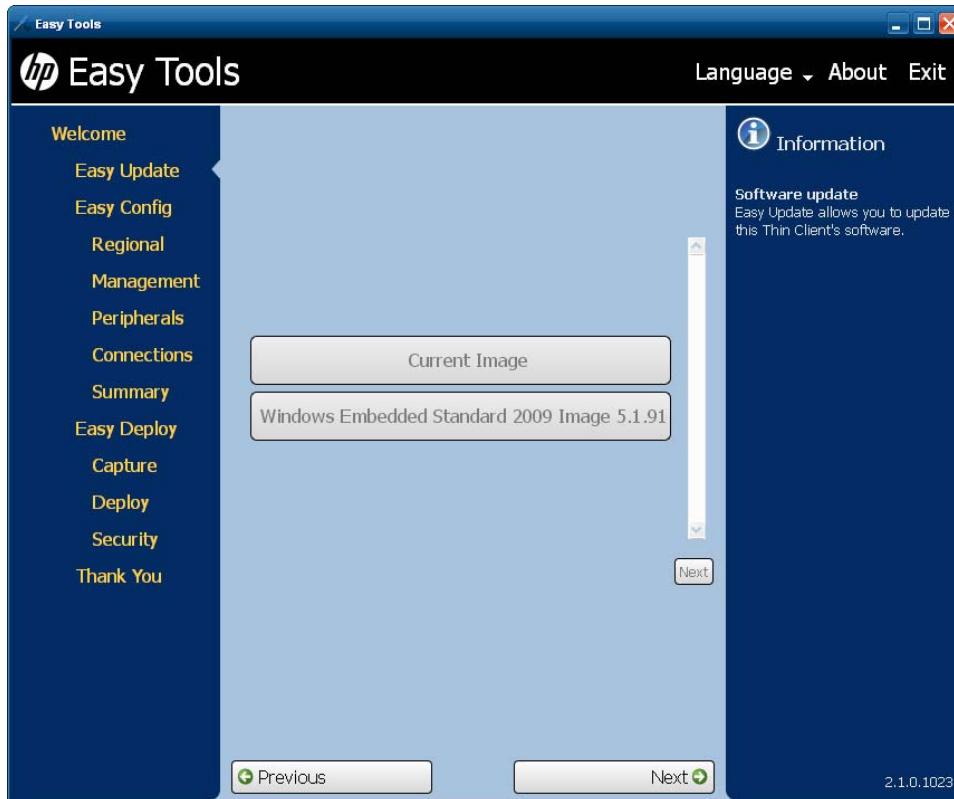 Easy Tools
hp Easy Tools
Language About Exit
Welcome
Easy Update
Easy Config
Regional
Management
Peripherals
Connections
Summary
Easy Deploy
Capture
Deploy
Security
Thank You
Current Image
Windows Embedded Standard 2009 Image 5.1.91
Next
Previous
Next
Information
Software update
Easy Update allows you to update
this Thin Client's software.
2.1.0.1023